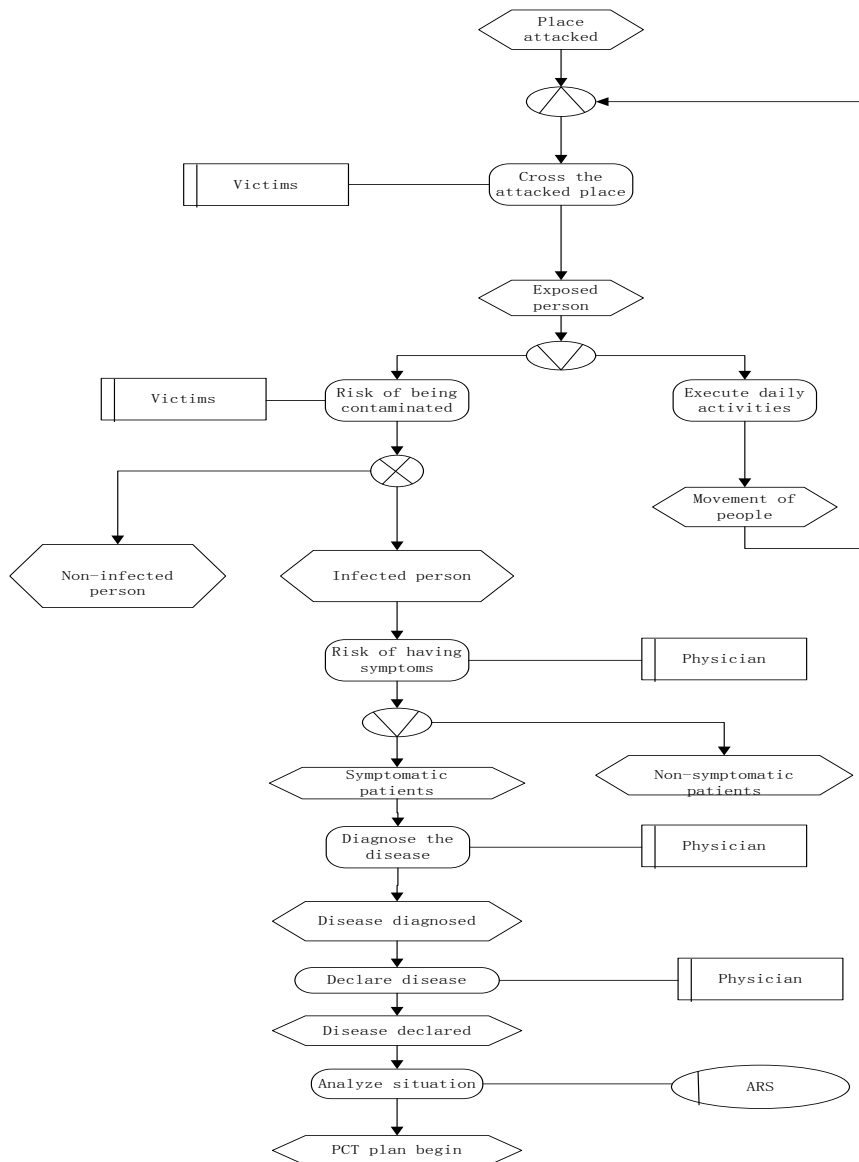 Place
attacked
Victims
Cross the
attacked place
Exposed
person
Victims
Risk of being
contaminated
Execute daily
activities
Movement of
people
Non-infected
person
Infected person
Risk of having
symptoms
Physician
Symptomatic
patients
Non-symptomatic
patients
Diagnose the
disease
Physician
Disease diagnosed
Declare disease
Physician
Disease declared
Analyze situation
ARS
PCT plan begin